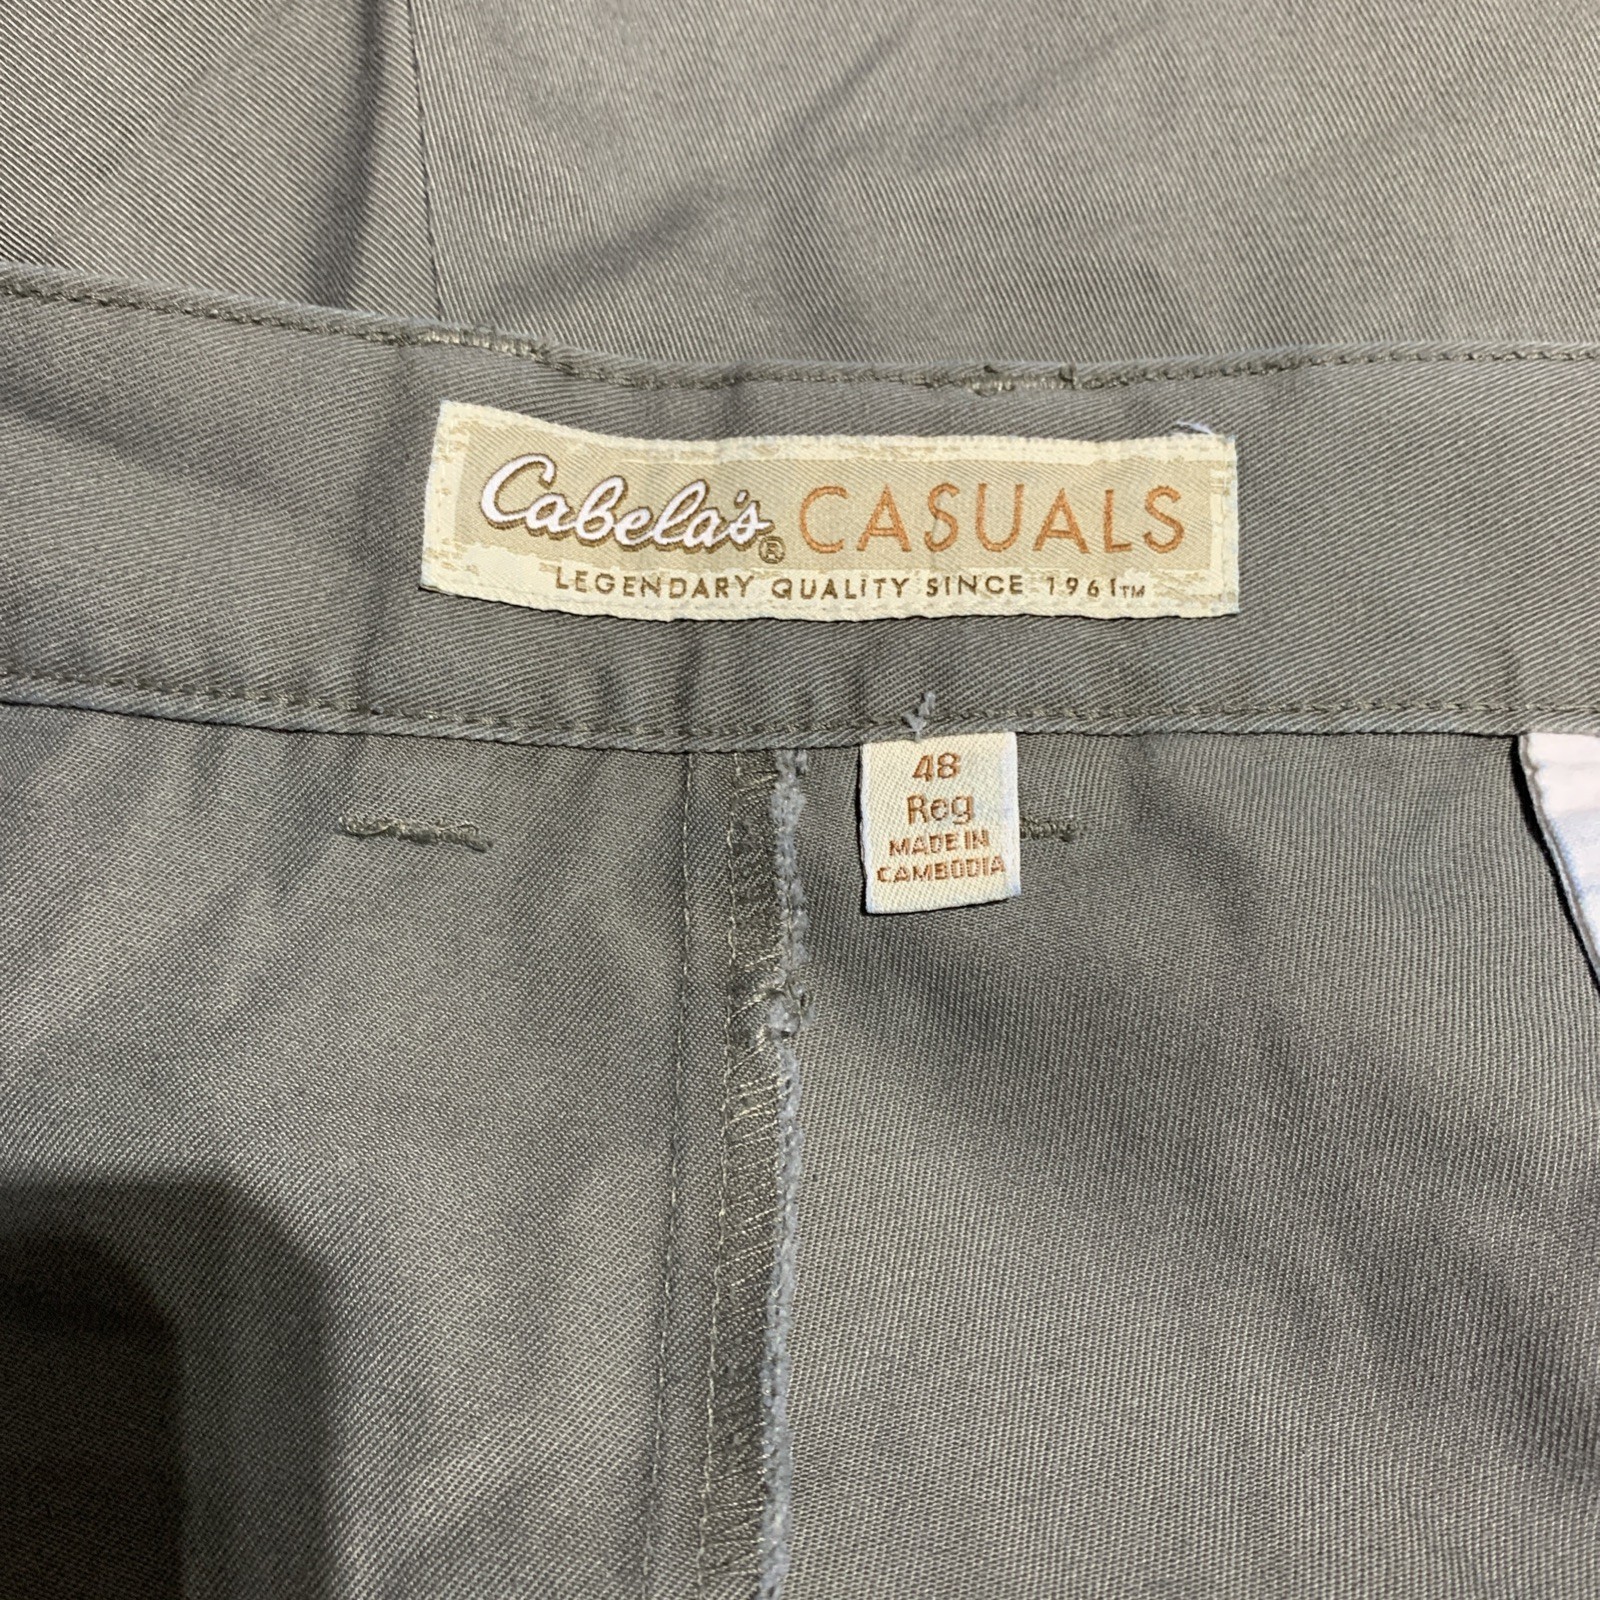 Cabela's® CASUALS
LEGENDARY QUALITY SINCE 1961™
48
Reg
MADE IN
CAMBODIA